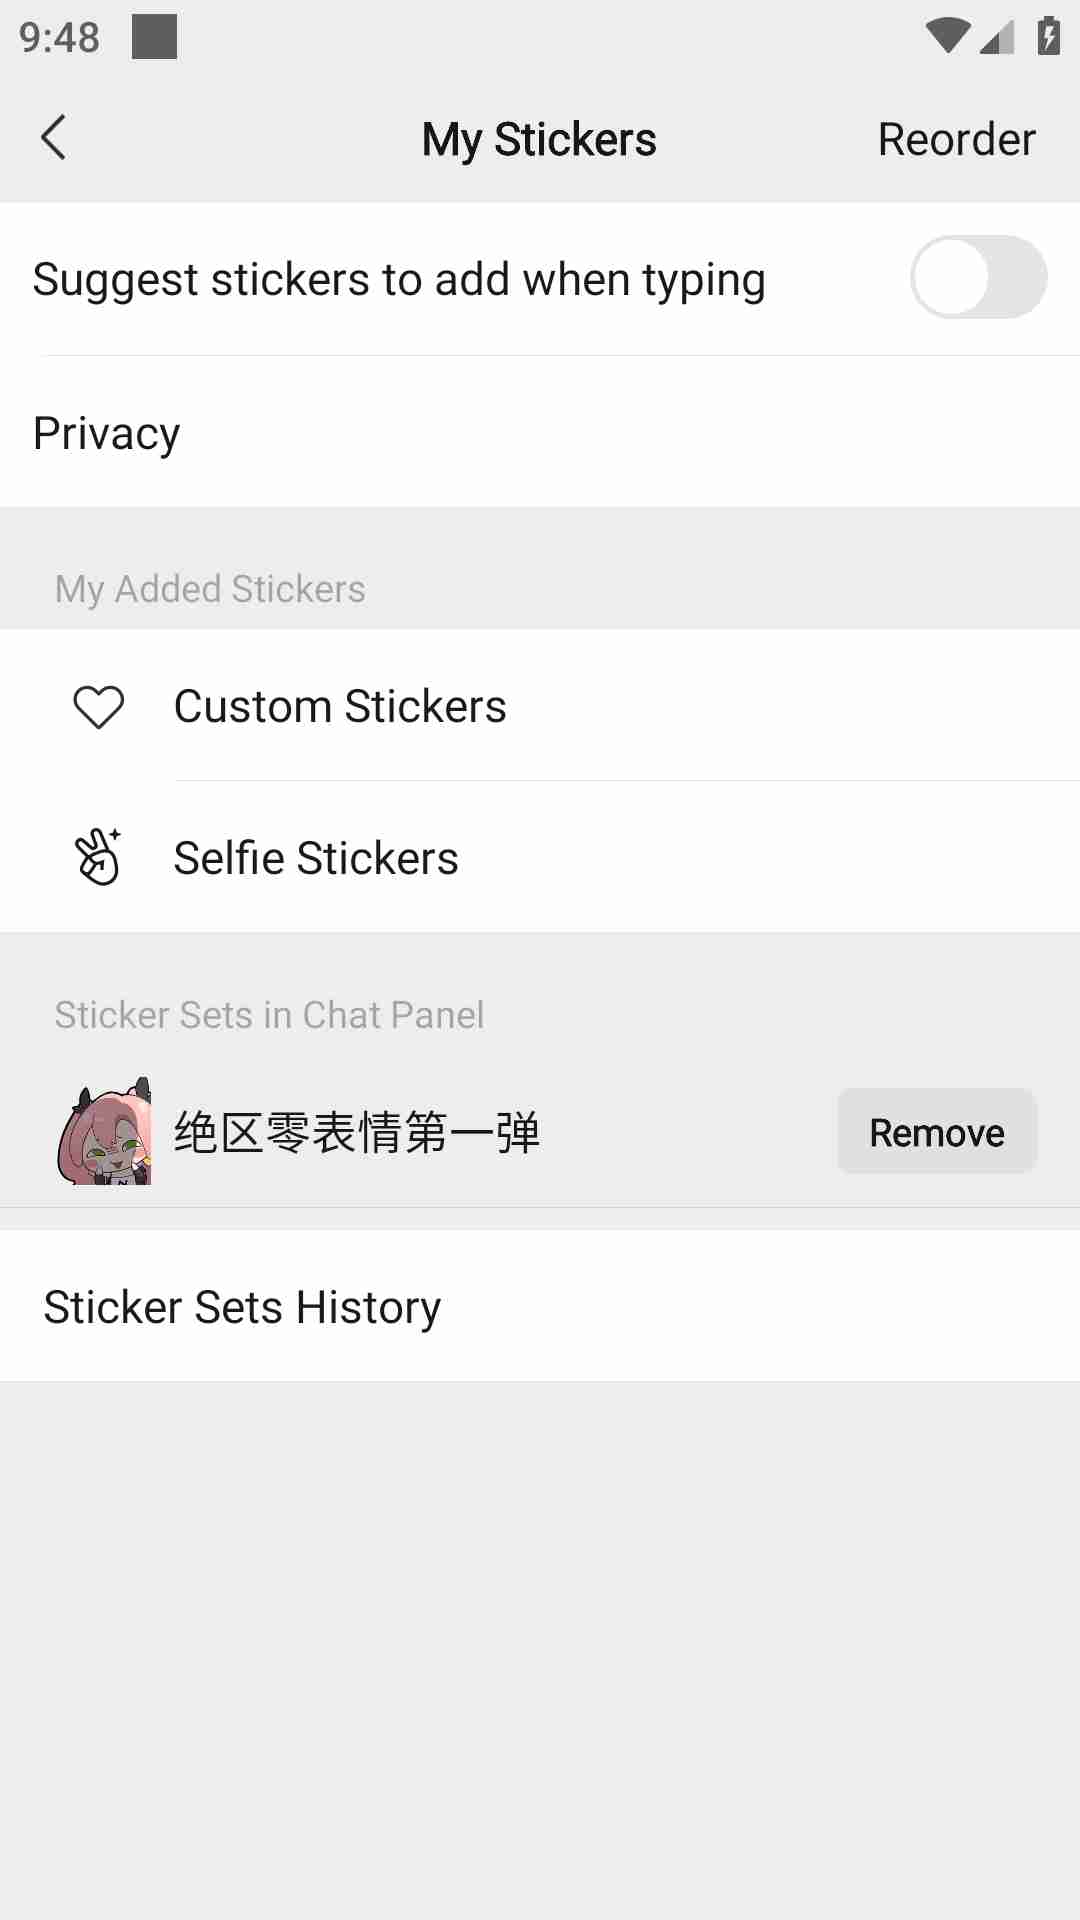 9:48
My Stickers
Reorder
Suggest stickers to add when typing
Privacy
My Added Stickers
Custom Stickers
Selfie Stickers
Sticker Sets in Chat Panel
绝区零表情第一弹
Remove
Sticker Sets History